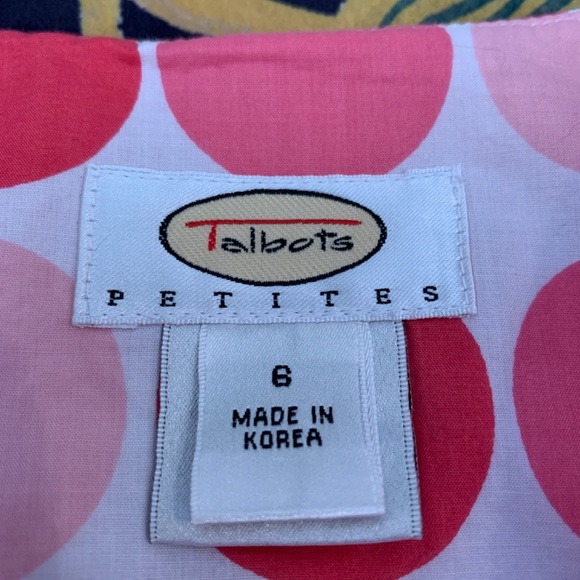 Talbots
PETITES
6
MADE IN
KOREA